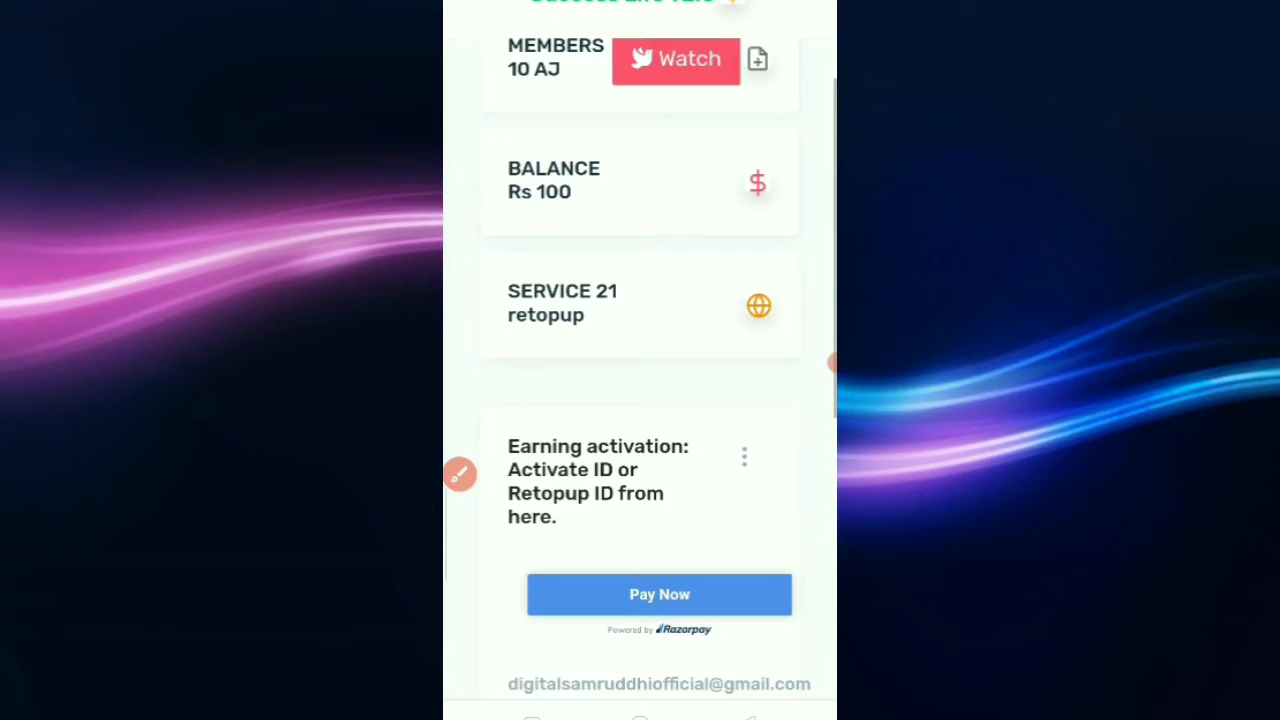 MEMBERS
10 AJ
Watch
BALANCE
Rs 100
SERVICE 21
retopup
Earning activation:
Activate ID or
Retopup ID from
here.
Pay Now
Powered by Razorpay
digitalsamruddhiofficial@gmail.com